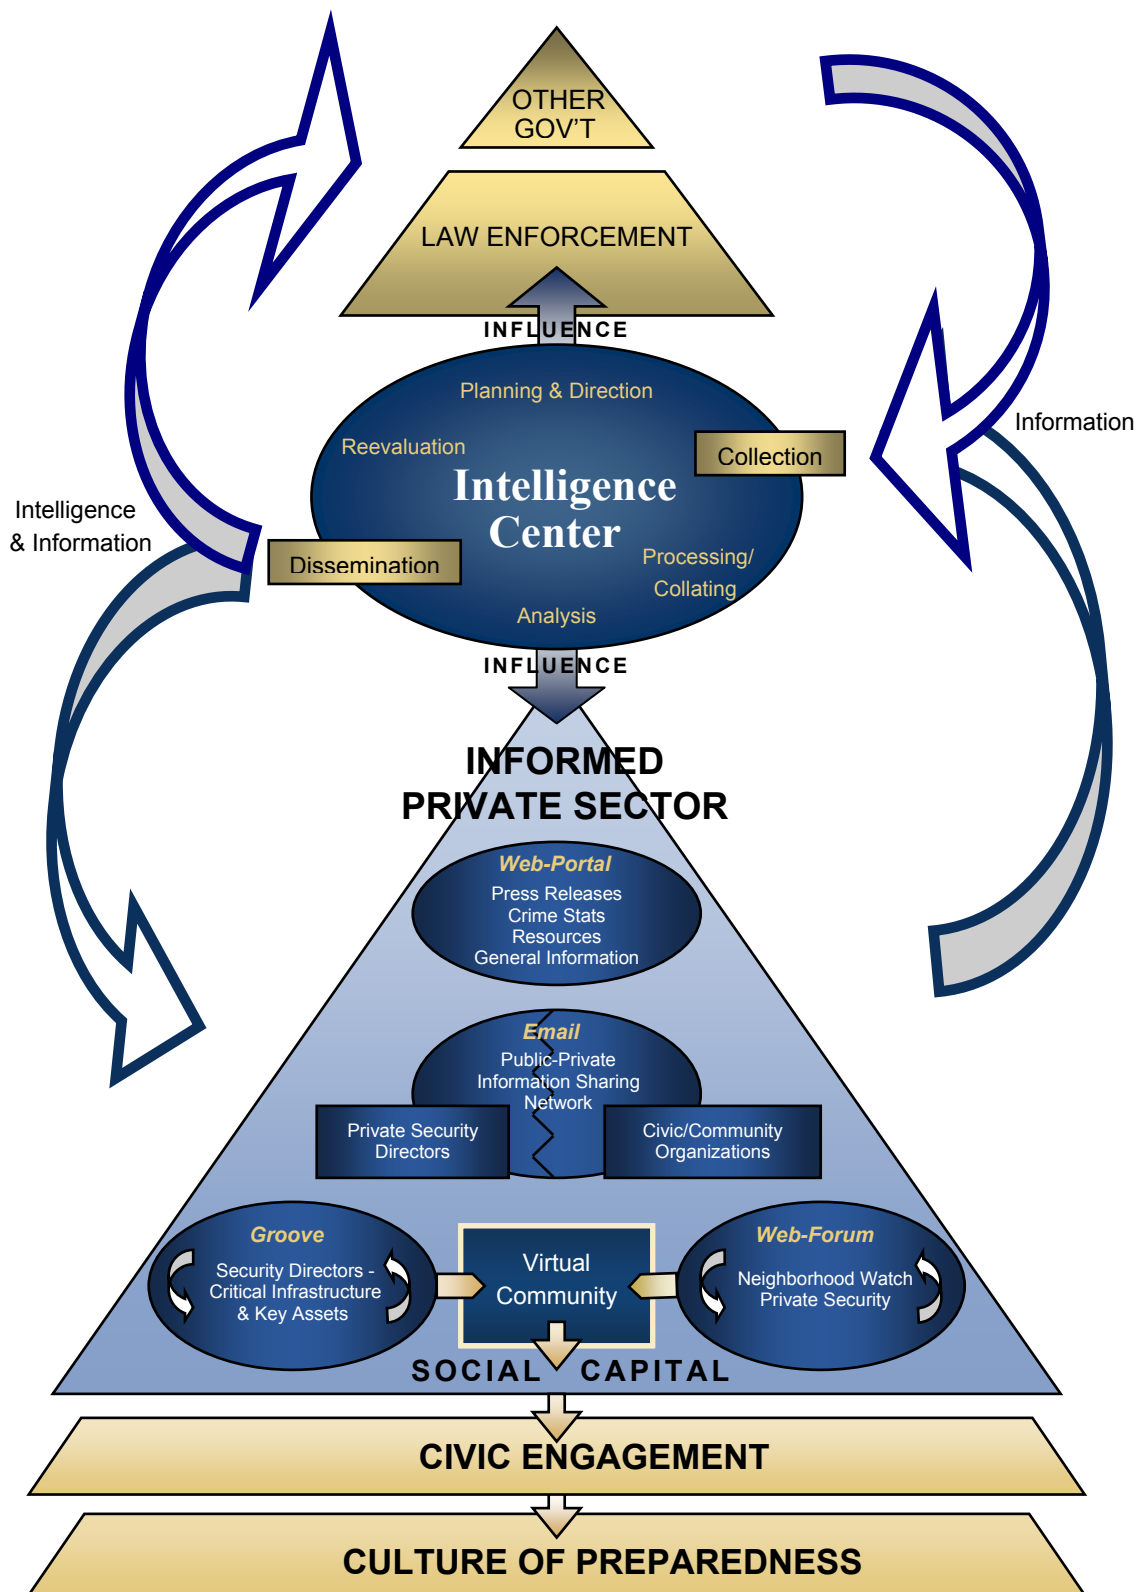 OTHER
GOV'T
LAW ENFORCEMENT
INFLUENCE
Planning & Direction
Reevaluation
Collection
Information
Intelligence
Center
Intelligence
& Information
Dissemination
Processing/
Collating
Analysis
INFLUENCE
INFORMED
PRIVATE SECTOR
Web-Portal
Press Releases
Crime Stats
Resources
General Information
Email
Public-Private
Information Sharing
Network
Private Security
Directors
Civic/Community
Organizations
Groove
Security Directors -
Critical Infrastructure
& Key Assets
Virtual
Community
Web-Forum
Neighborhood Watch
Private Security
SOCIAL CAPITAL
CIVIC ENGAGEMENT
CULTURE OF PREPAREDNESS